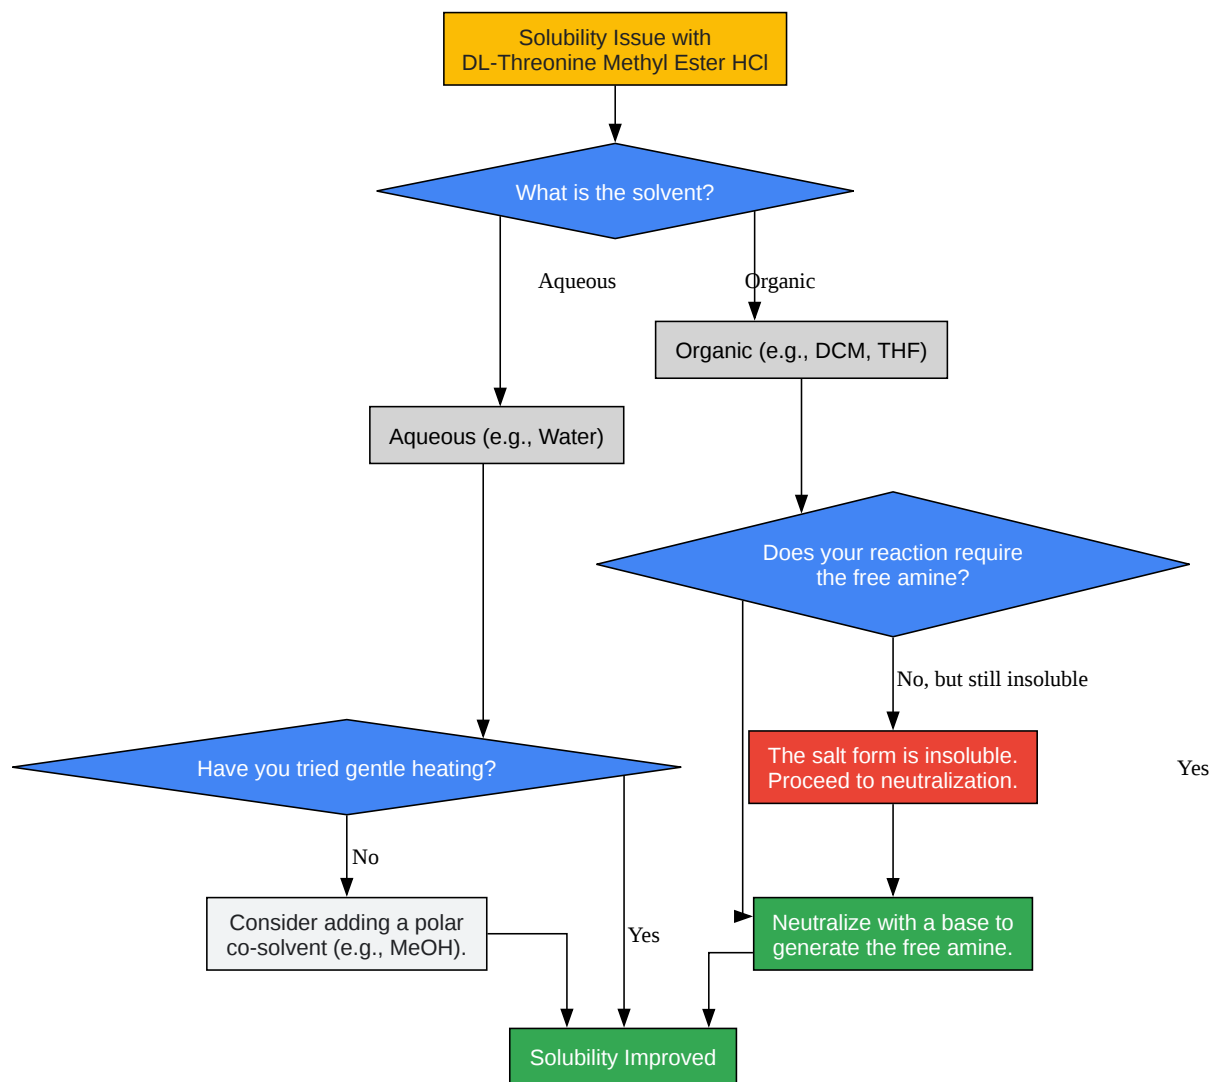 Solubility Issue with
DL-Threonine Methyl Ester HCl
What is the solvent?
Aqueous
Organic
Organic (e.g., DCM, THF)
Aqueous (e.g., Water)
Does your reaction require
the free amine?
No, but still insoluble
The salt form is insoluble.
Proceed to neutralization.
Yes
Have you tried gentle heating?
No
Consider adding a polar
co-solvent (e.g., MeOH).
Yes
Neutralize with a base to
generate the free amine.
Solubility Improved